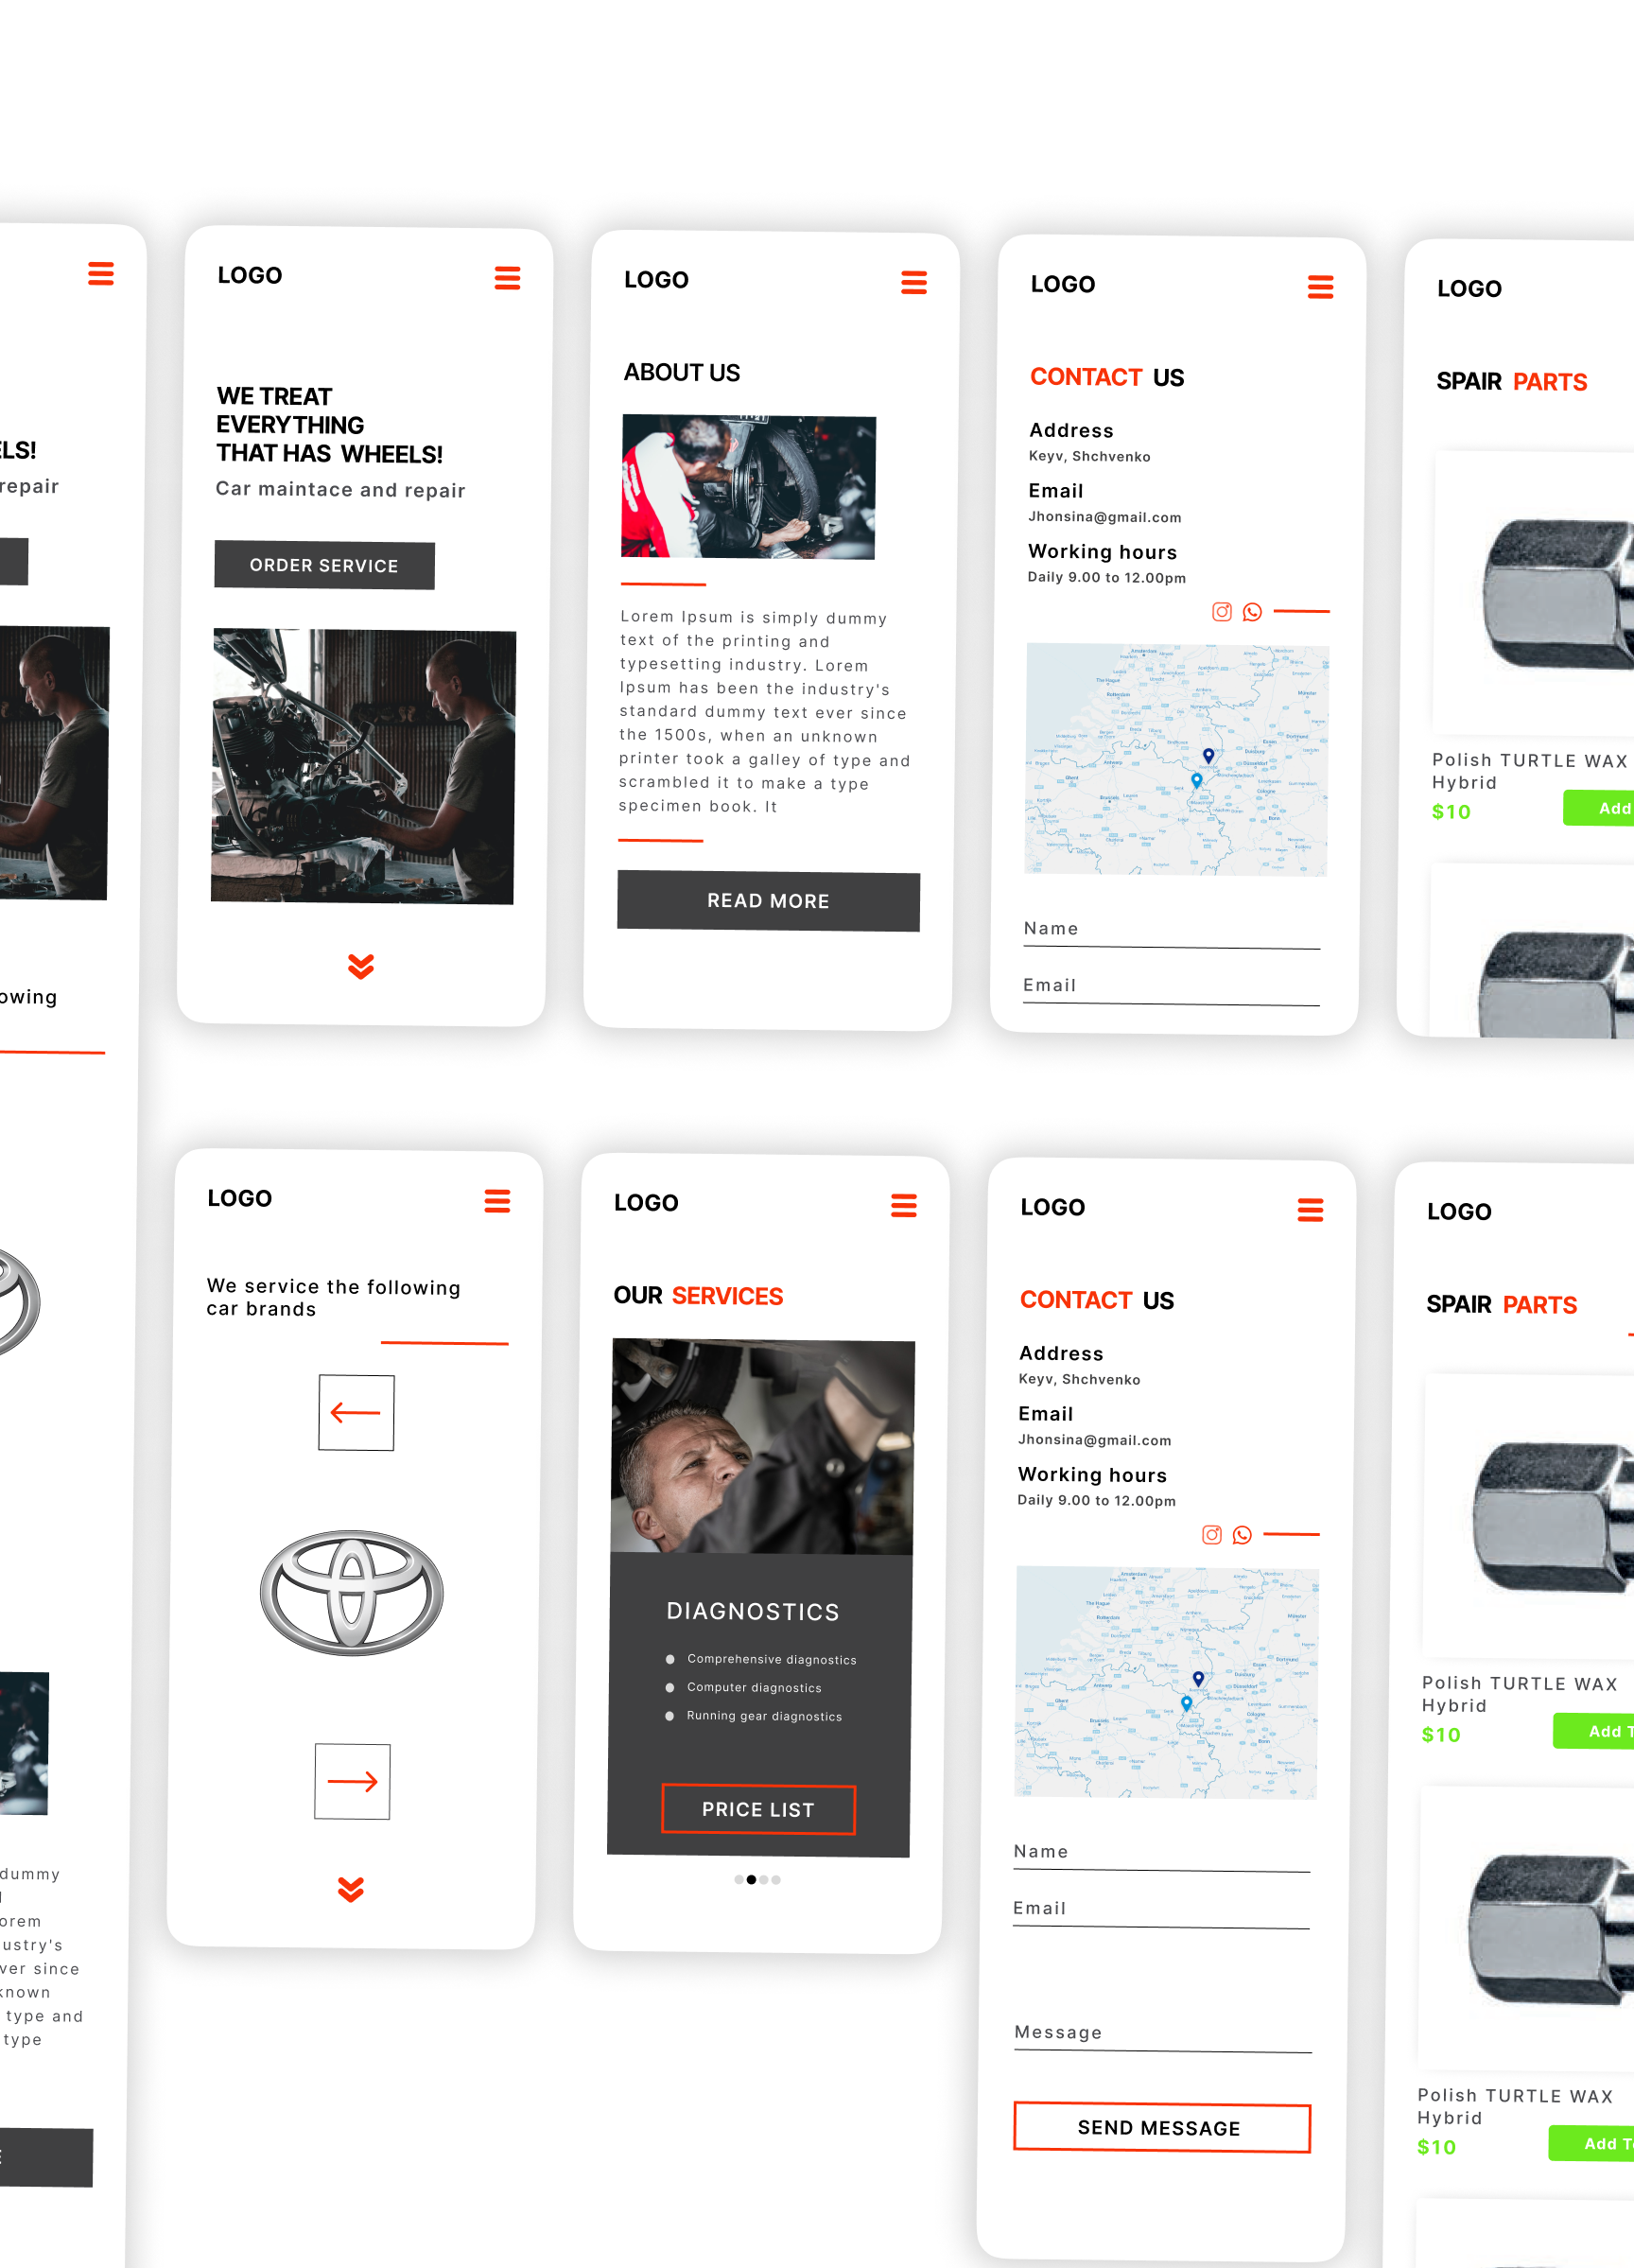 ELS!
repair
owing
dummy
orem
ustry's
ver since
known
type and
type
LOGO
WE TREAT
EVERYTHING
THAT HAS WHEELS!
Car maintace and repair
ORDER SERVICE
LOGO
ABOUT US
Lorem Ipsum is simply dummy
text of the printing and
typesetting industry. Lorem
Ipsum has been the industry's
standard dummy text ever since
the 1500s, when an unknown
printer took a galley of type and
scrambled it to make a type
specimen book. It
READ MORE
LOGO
CONTACT US
Address
Keyv, Shchvenko
Email
Jhonsina@gmail.com
Working hours
Daily 9.00 to 12.00pm
Name
Email
LOGO
SPAIR PARTS
Polish TURTLE WAX
Hybrid
$10
Add
LOGO
We service the following
car brands
LOGO
OUR SERVICES
DIAGNOSTICS
Comprehensive diagnostics
Computer diagnostics
Running gear diagnostics
PRICE LIST
LOGO
CONTACT US
Address
Keyv, Shchvenko
Email
Jhonsina@gmail.com
Working hours
Daily 9.00 to 12.00pm
Name
Email
Message
SEND MESSAGE
LOGO
SPAIR PARTS
Polish TURTLE WAX
Hybrid
$10
Add T
Polish TURTLE WAX
Hybrid
$10
Add T